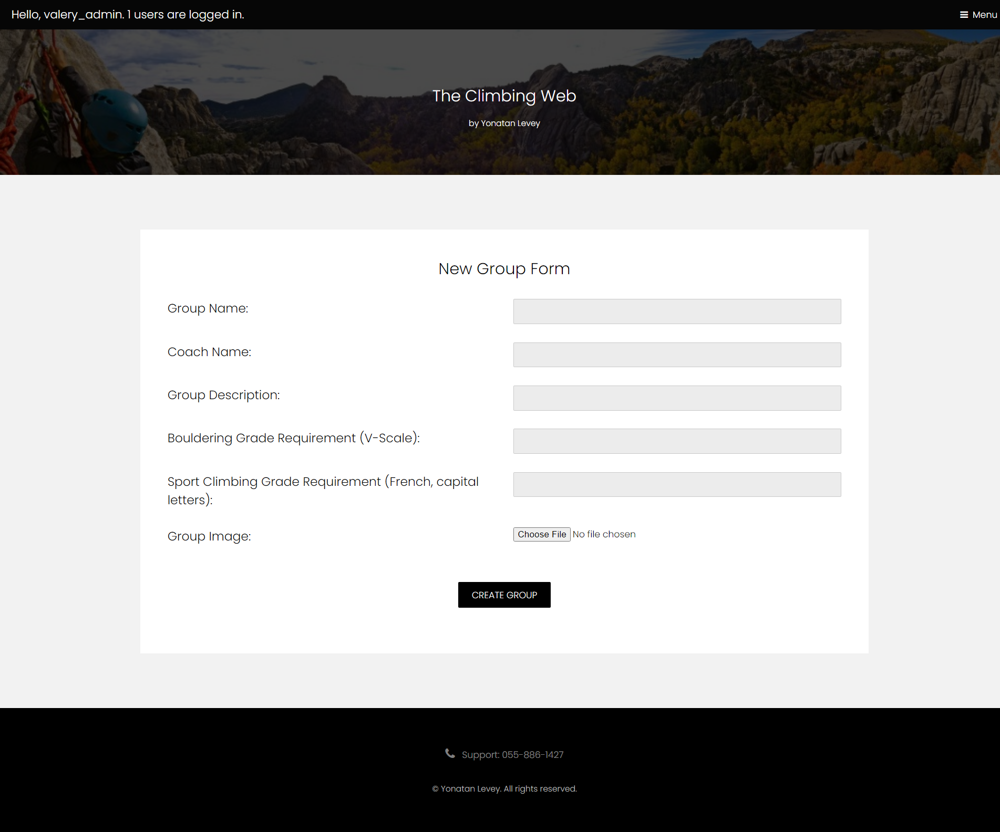 Hello, valery_admin. 1 users are logged in.
Menu
The Climbing Web
by Yonatan Levey
New Group Form
Group Name:
Coach Name:
Group Description:
Bouldering Grade Requirement (V-Scale):
Sport Climbing Grade Requirement (French, capital
letters):
Group Image:
Choose File No file chosen
CREATE GROUP
Support: 055-886-1427
© Yonatan Levey. All rights reserved.